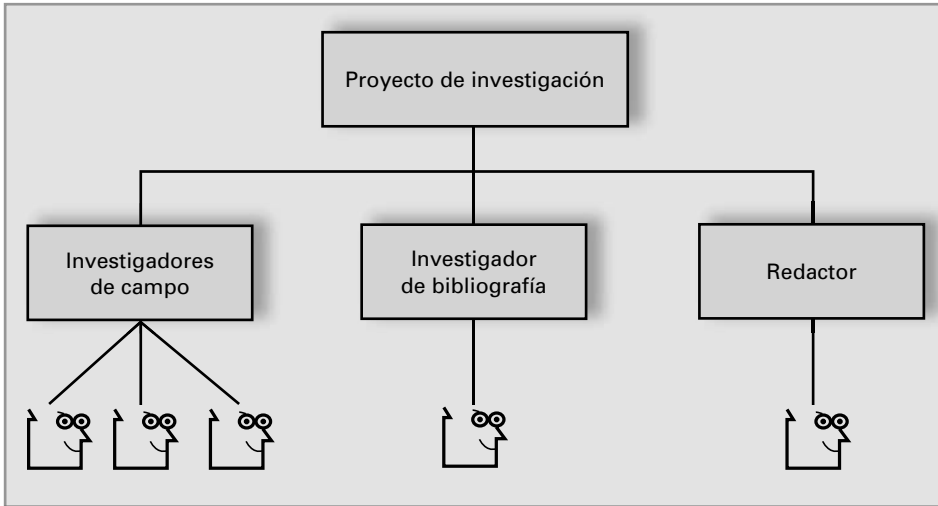 Proyecto de investigación
Investigadores
de campo
Investigador
de bibliografía
Redactor